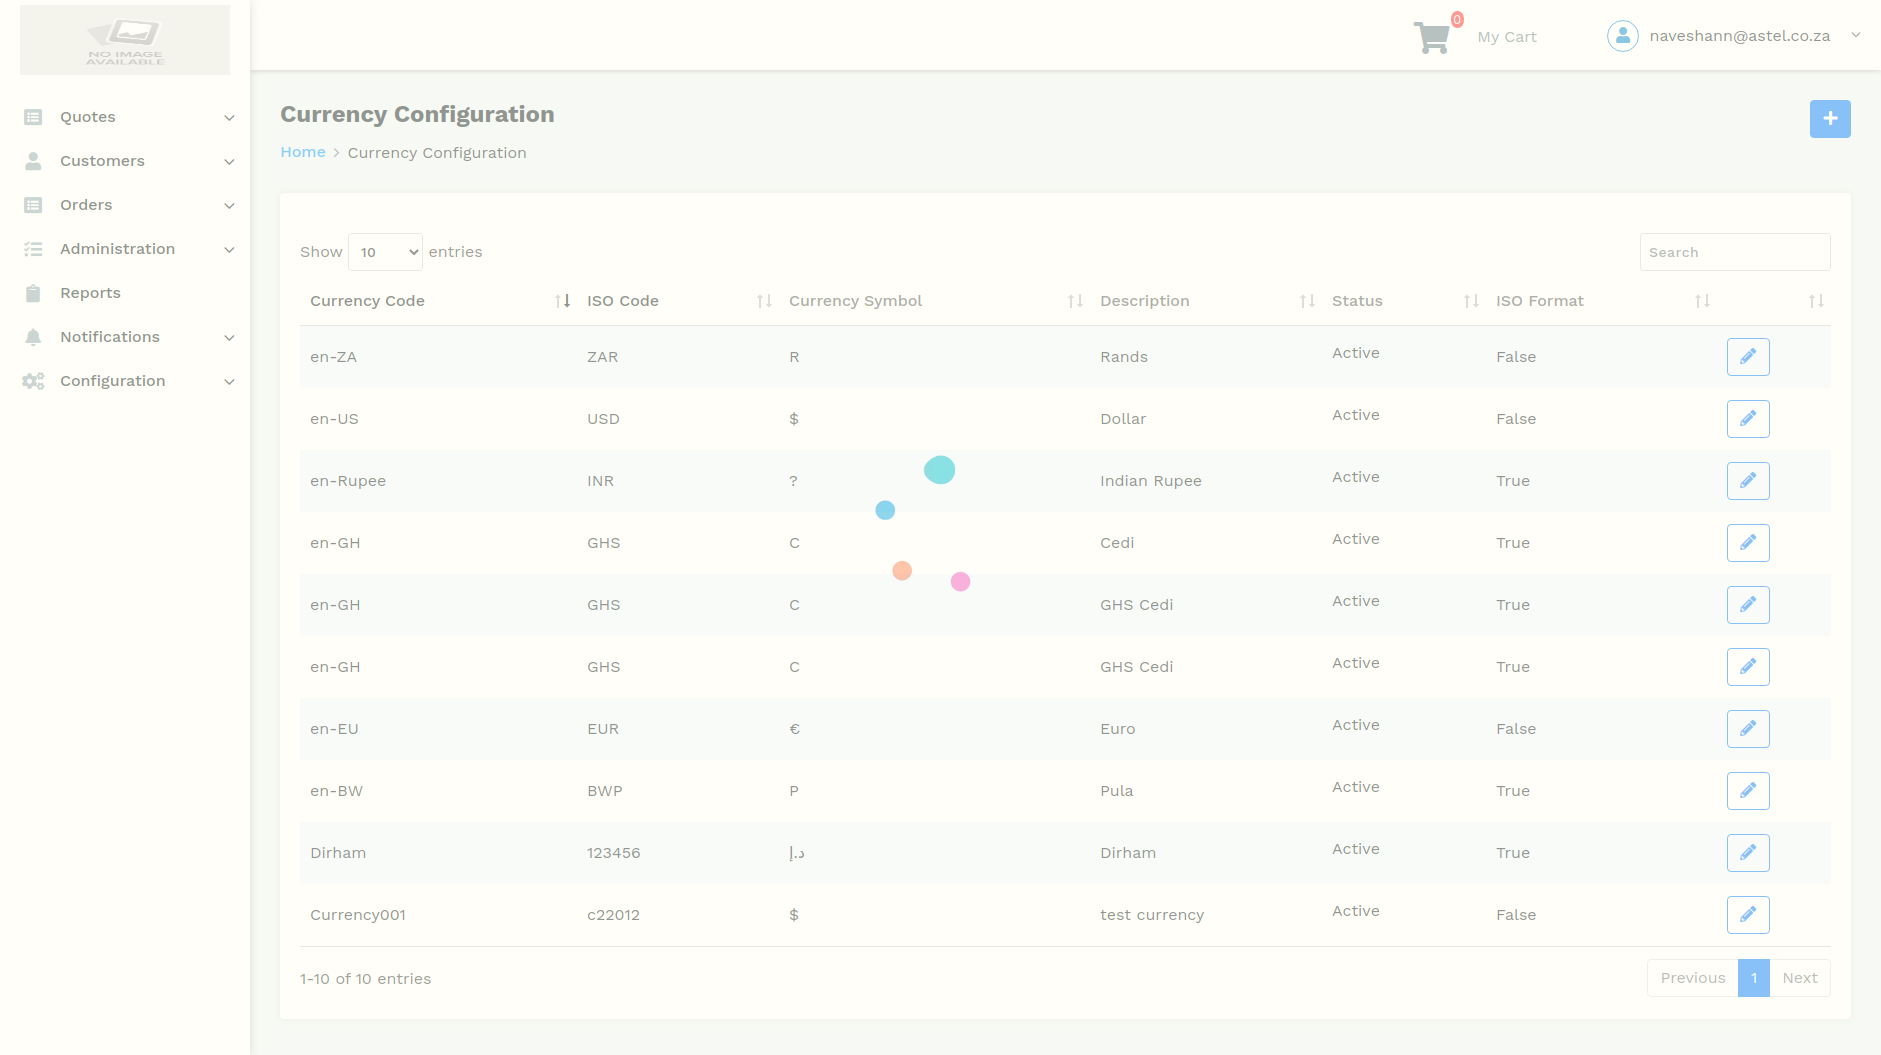 NO IMAGE
AVAILABLE
0
My Cart
naveshann@astel.co.za
Quotes
Customers
Orders
Administration
Reports
Notifications
Configuration
Currency Configuration
Home > Currency Configuration
Show 10 entries
Search
Currency Code ISO Code Currency Symbol Description Status ISO Format
en-ZA ZAR R Rands Active False
en-US USD $ Dollar Active False
en-Rupee INR ? Indian Rupee Active True
en-GH GHS C Cedi Active True
en-GH GHS C GHS Cedi Active True
en-GH GHS C GHS Cedi Active True
en-EU EUR € Euro Active False
en-BW BWP P Pula Active True
Dirham 123456 د.إ Dirham Active True
Currency001 c22012 $ test currency Active False
1-10 of 10 entries
Previous 1 Next